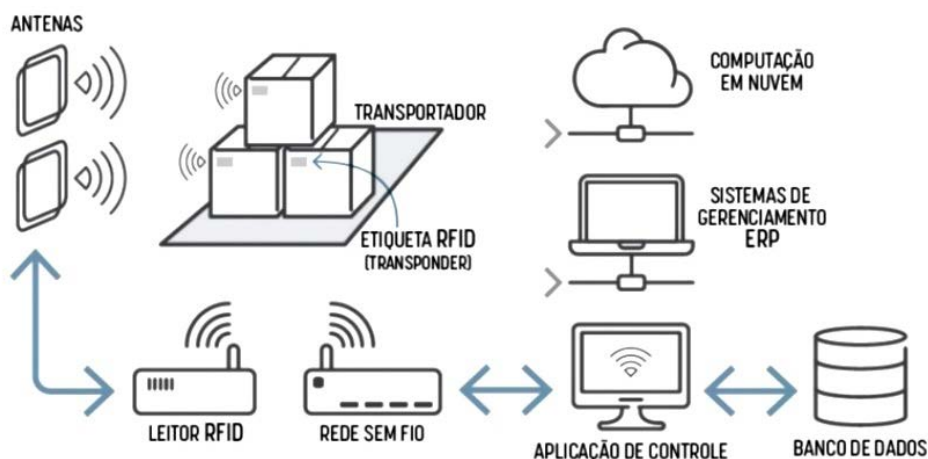 ANTENAS
TRANSPORTADOR
ETIQUETA RFID
(TRANSPONDER)
COMPUTAÇÃO
EM NUVEM
SISTEMAS DE
GERENCIAMENTO
ERP
LEITOR RFID
REDE SEM FIO
APLICAÇÃO DE CONTROLE
BANCO DE DADOS